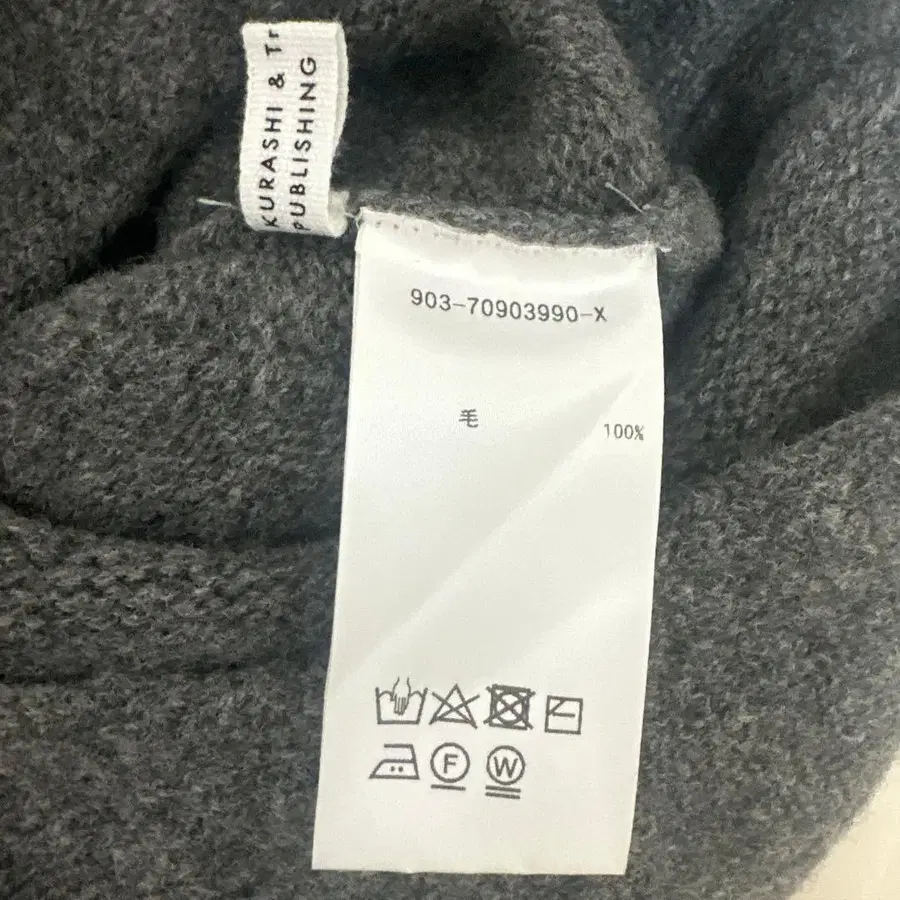 KURASHI & Tr
PUBLISHING
903-70903990-X
毛 100%
F W